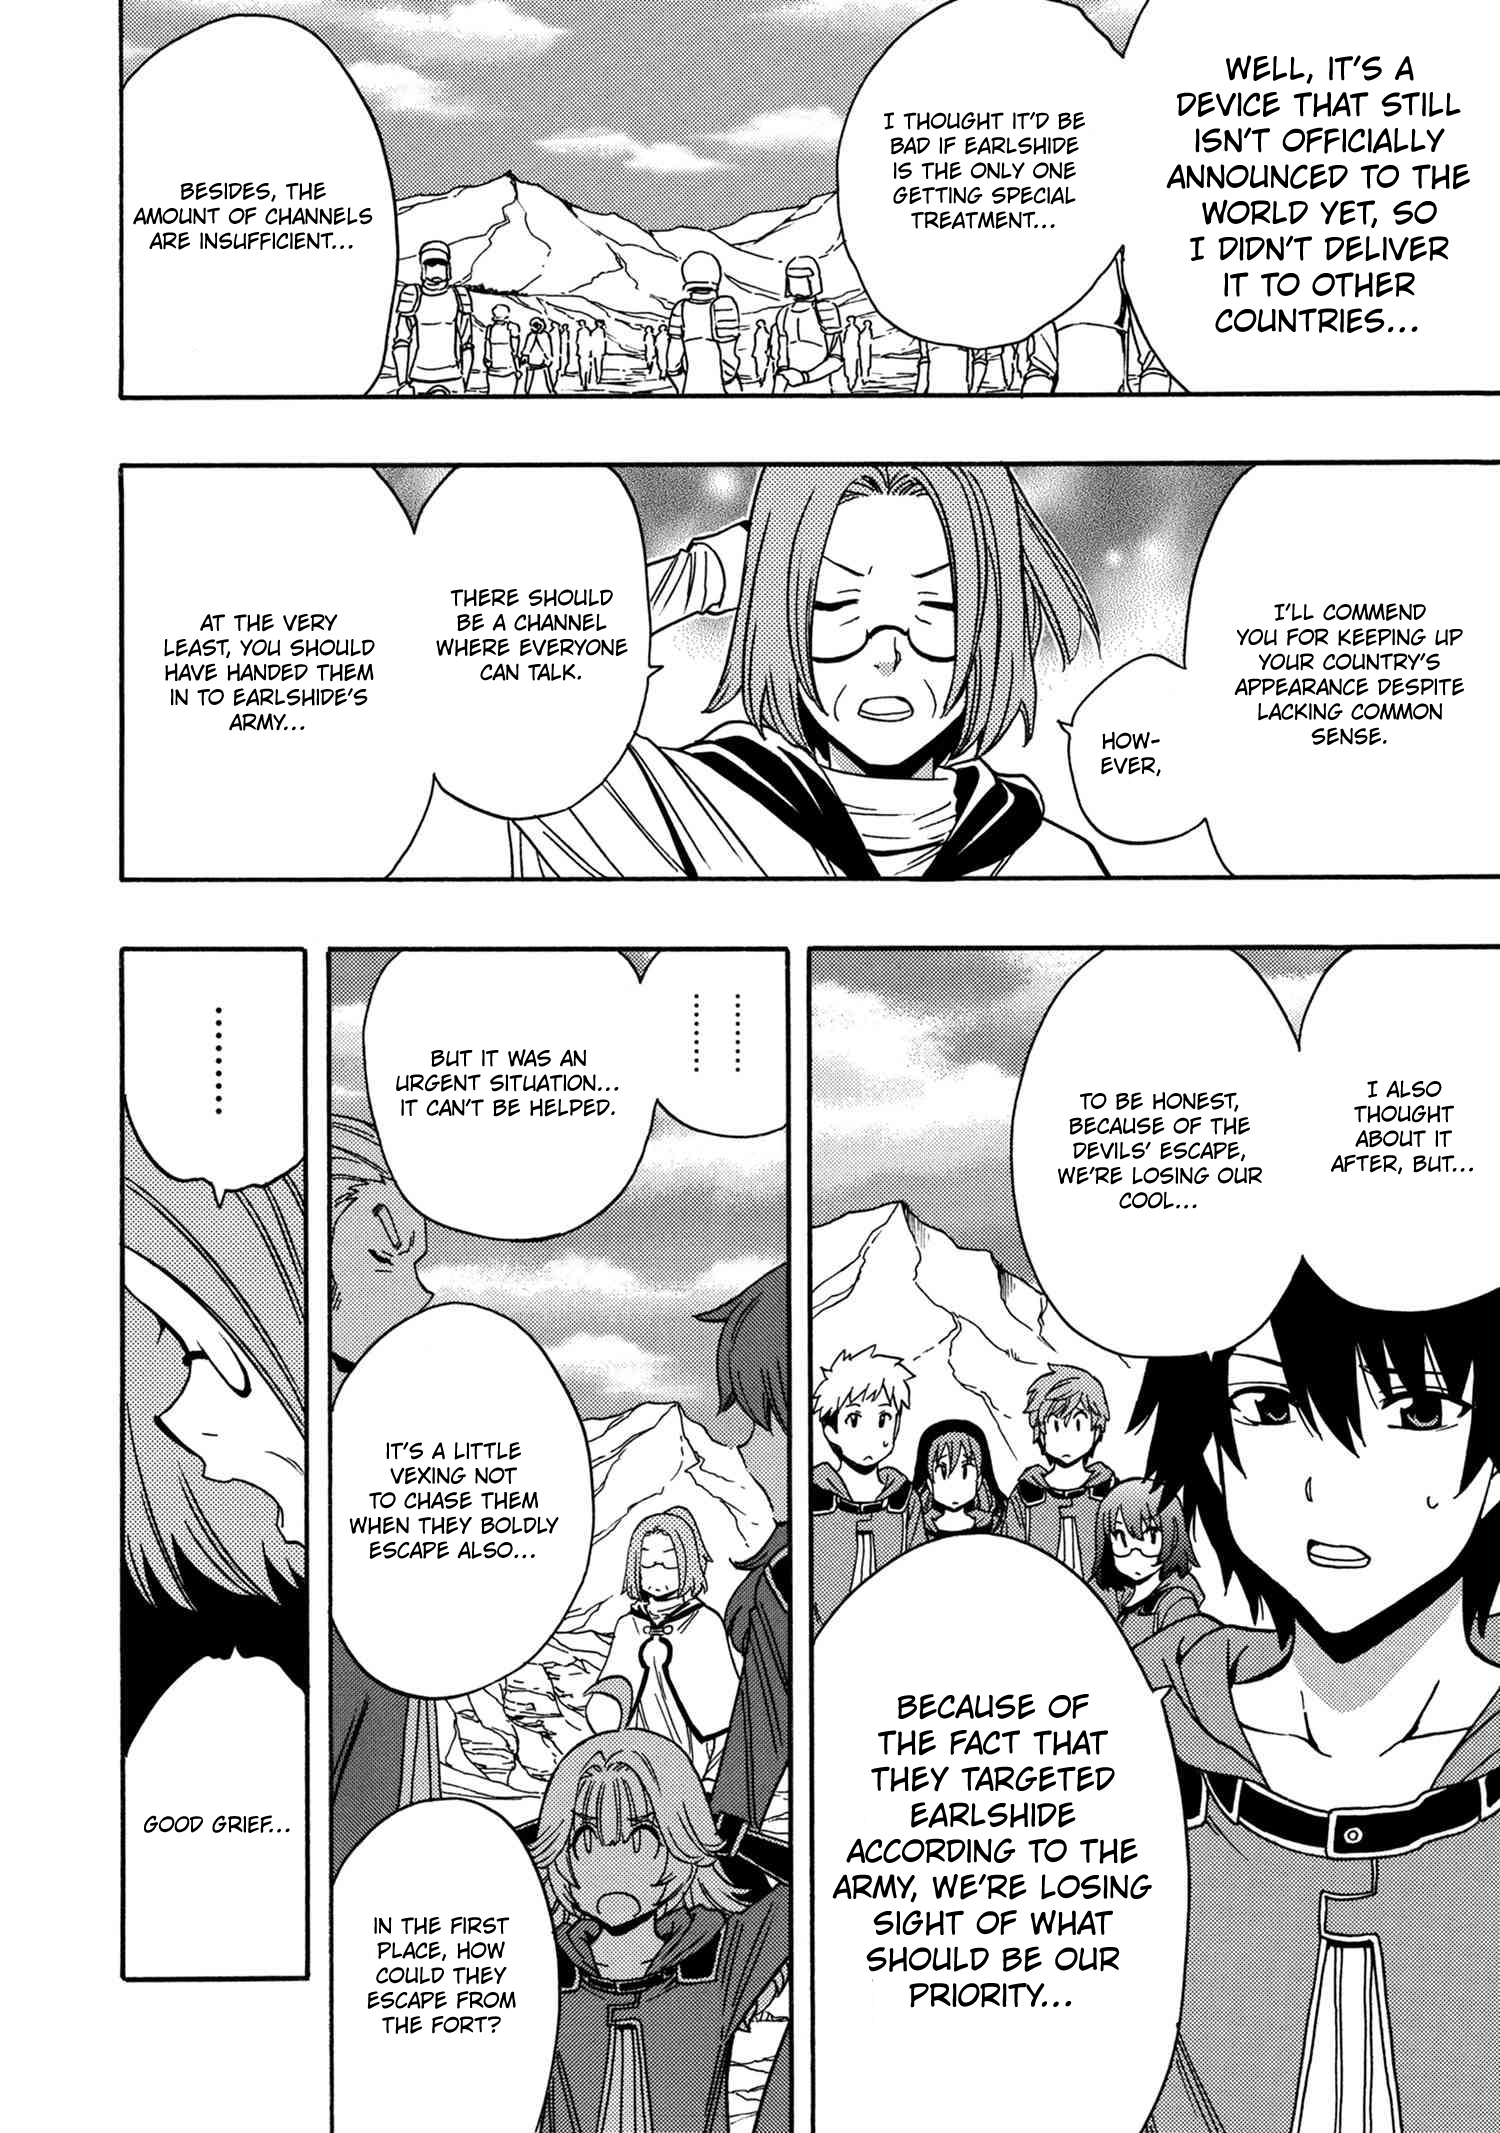 WELL, IT'S A
DEVICE THAT STILL
ISN'T OFFICIALLY
ANNOUNCED TO THE
WORLD YET, SO
I DIDN'T DELIVER
IT TO OTHER
COUNTRIES...
I THOUGHT IT'D BE
BAD IF EARLSHIDE
IS THE ONLY ONE
GETTING SPECIAL
TREATMENT...
BESIDES, THE
AMOUNT OF CHANNELS
ARE INSUFFICIENT...
I'LL COMMEND
YOU FOR KEEPING UP
YOUR COUNTRY'S
APPEARANCE DESPITE
LACKING COMMON
SENSE.
HOW-
EVER,
THERE SHOULD
BE A CHANNEL
WHERE EVERYONE
CAN TALK.
AT THE VERY
LEAST, YOU SHOULD
HAVE HANDED THEM
IN TO EARLSHIDE'S
ARMY...
I ALSO
THOUGHT
ABOUT IT
AFTER, BUT...
TO BE HONEST,
BECAUSE OF THE
DEVILS' ESCAPE,
WE'RE LOSING OUR
COOL...
BECAUSE OF
THE FACT THAT
THEY TARGETED
EARLSHIDE
ACCORDING TO THE
ARMY, WE'RE LOSING
SIGHT OF WHAT
SHOULD BE OUR
PRIORITY...
............
BUT IT WAS AN
URGENT SITUATION...
IT CAN'T BE HELPED.
IT'S A LITTLE
VEXING NOT
TO CHASE THEM
WHEN THEY BOLDLY
ESCAPE ALSO...
IN THE FIRST
PLACE, HOW
COULD THEY
ESCAPE FROM
THE FORT?
.........
GOOD GRIEF...